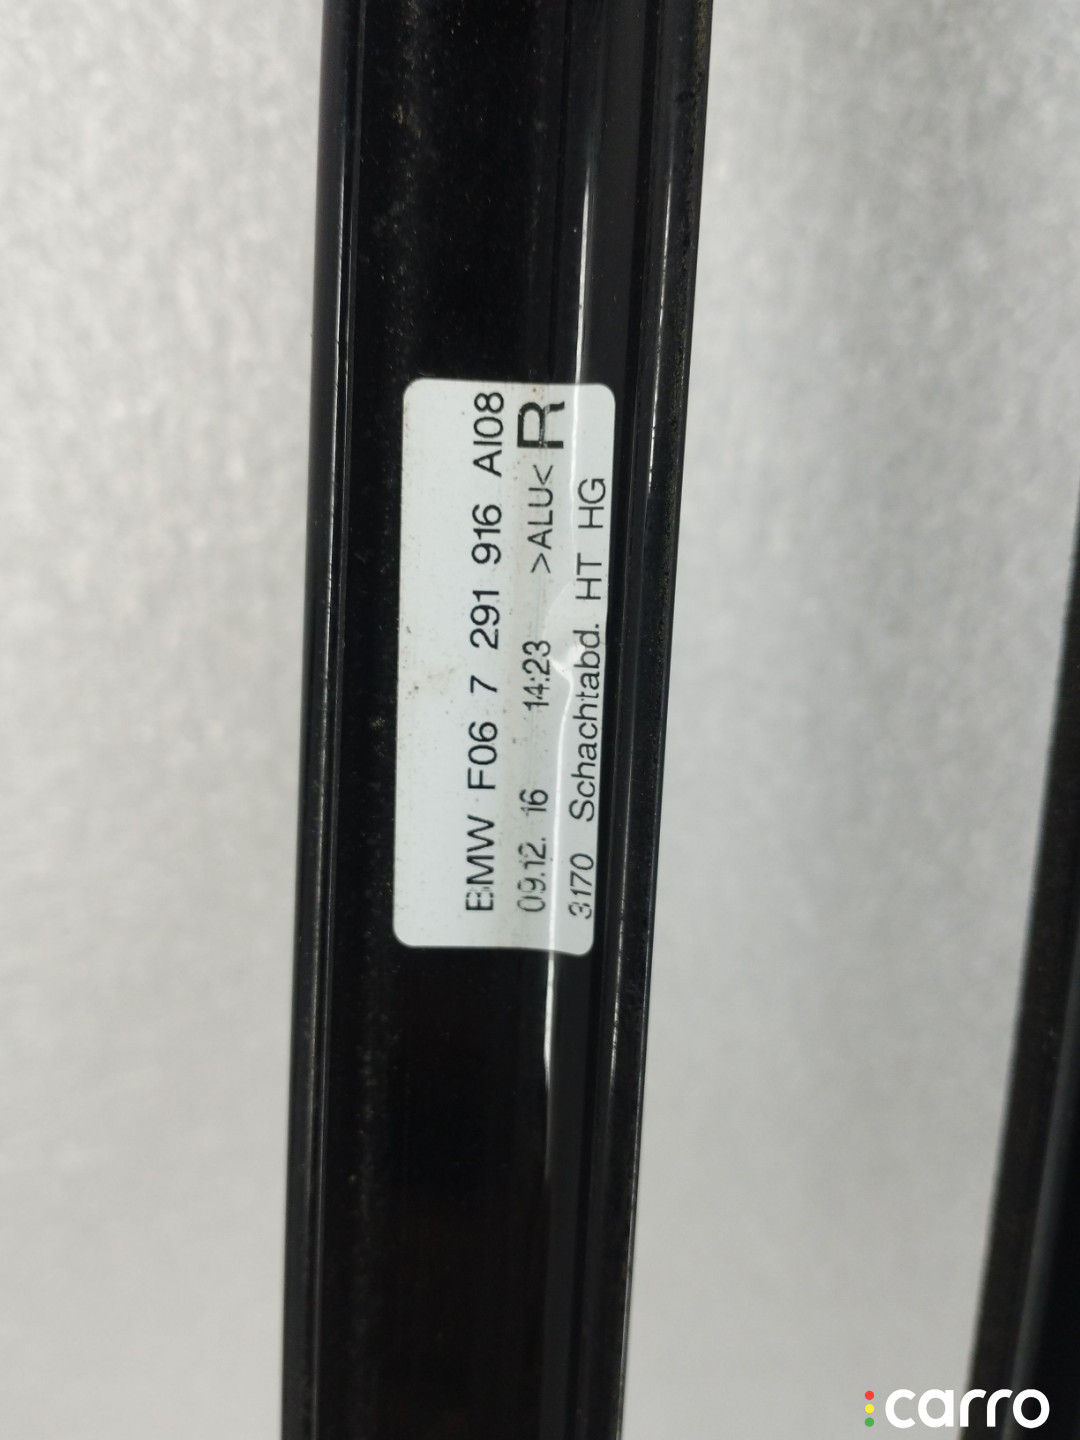 BMW F06 7 291 916 AI08
09.12. 16 14:23 >ALU< R
3170 Schachtabd. HT HG
carro